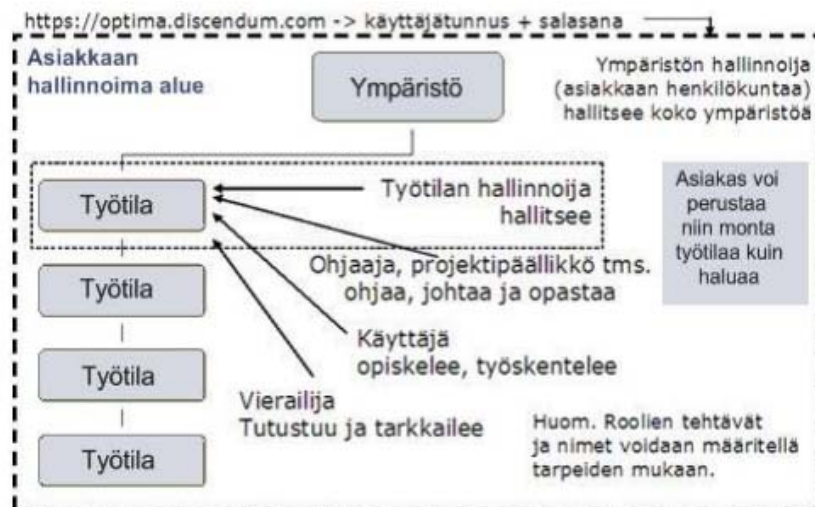 https://optima.discendum.com -> käyttäjätunnus + salasana
Asiakkaan
hallinnoima alue
Ympäristö
Ympäristön hallinnoija
(asiakkaan henkilökuntaa)
hallitsee koko ympäristöä
Työtila
Työtilan hallinnoija
hallitsee
Asiakas voi
perustaa
niin monta
työtilaa kuin
haluaa
Ohjaaja, projektipäällikkö tms.
ohjaa, johtaa ja opastaa
Työtila
Käyttäjä
opiskelee, työskentelee
Työtila
Vierailija
Tutustuu ja tarkkailee
Työtila
Huom. Roolien tehtävät
ja nimet voidaan määritellä
tarpeiden mukaan.